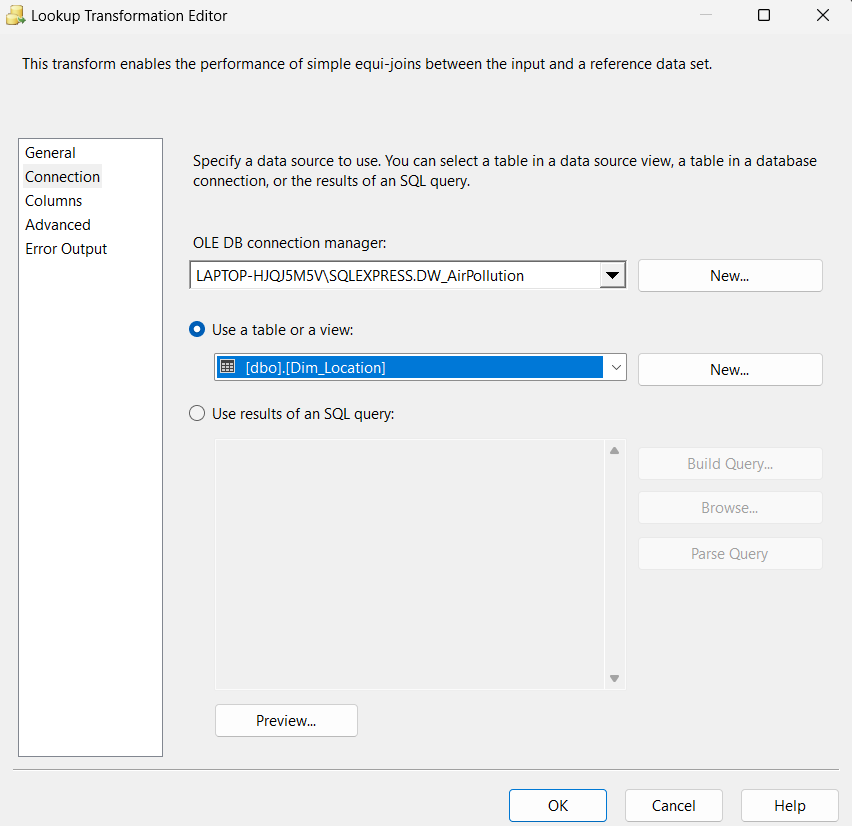 Lookup Transformation Editor
This transform enables the performance of simple equi-joins between the input and a reference data set.
General
Connection
Columns
Advanced
Error Output
Specify a data source to use. You can select a table in a data source view, a table in a database
connection, or the results of an SQL query.
OLE DB connection manager:
LAPTOP-HJQJ5M5V\SQLEXPRESS.DW_AirPollution
New...
Use a table or a view:
[dbo].[Dim_Location]
New...
Use results of an SQL query:
Build Query...
Browse...
Parse Query
Preview...
OK
Cancel
Help